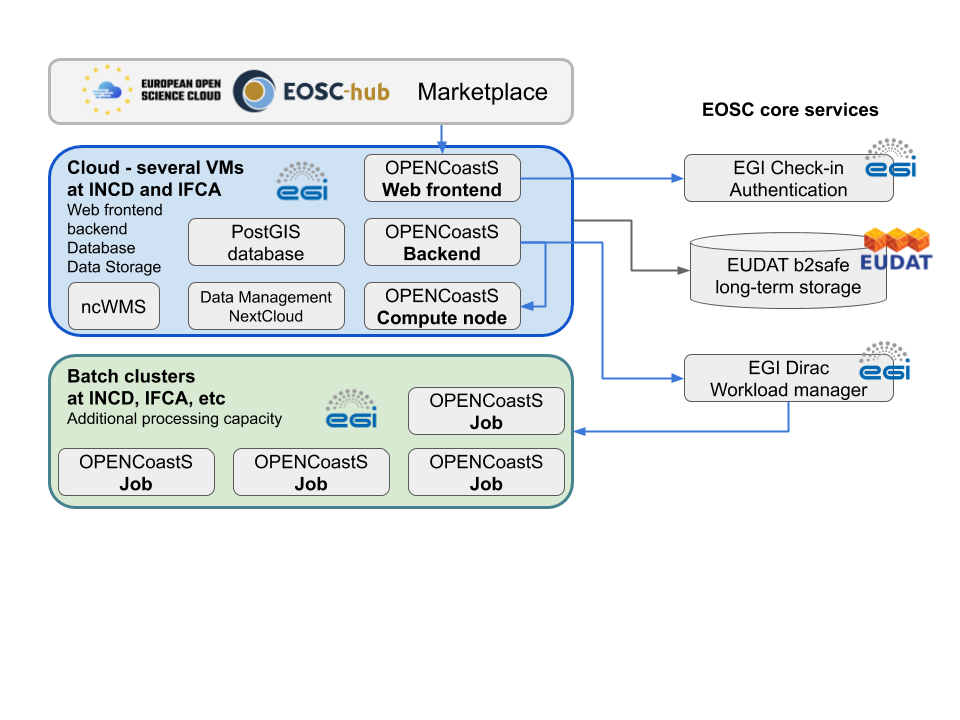 EUROPEAN OPEN
SCIENCE CLOUD
EOSC-hub
Marketplace
EOSC core services
Cloud - several VMs
at INCD and IFCA
Web frontend
backend
Database
Data Storage
egi
OPENCoastS
Web frontend
PostGIS
database
OPENCoastS
Backend
ncWMS
Data Management
NextCloud
OPENCoastS
Compute node
EGI Check-in
Authentication
egi
EUDAT b2safe
long-term storage
EUDAT
EGI Dirac
Workload manager
egi
Batch clusters
at INCD, IFCA, etc
Additional processing capacity
egi
OPENCoastS
Job
OPENCoastS
Job
OPENCoastS
Job
OPENCoastS
Job